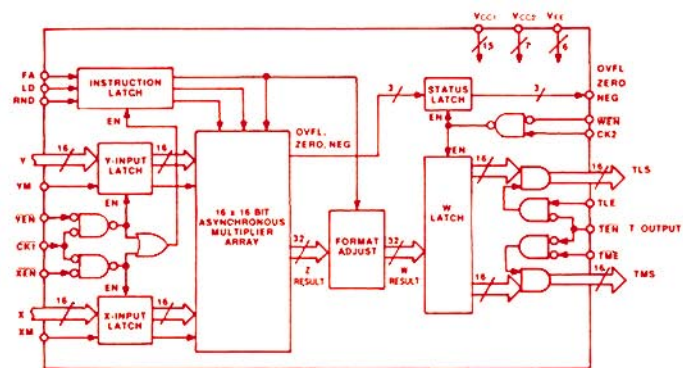 VCC1 VCC2 VEE
15 7 6
FA
LD
RND
INSTRUCTION LATCH
EN
3
STATUS LATCH
3
OVFL
ZERO
NEG
OVFL,
ZERO, NEG
EN
WEN
CK2
Y
16
Y-INPUT LATCH
16
YM
EN
YEN
CK1
XEN
EN
X
16
X-INPUT LATCH
16
XM
16 x 16 BIT
ASYNCHRONOUS
MULTIPLIER
ARRAY
32
Z
RESULT
FORMAT
ADJUST
32
W
RESULT
EN
W
LATCH
16
16
16
TLS
TLE
TEN T OUTPUT
TME
16
TMS